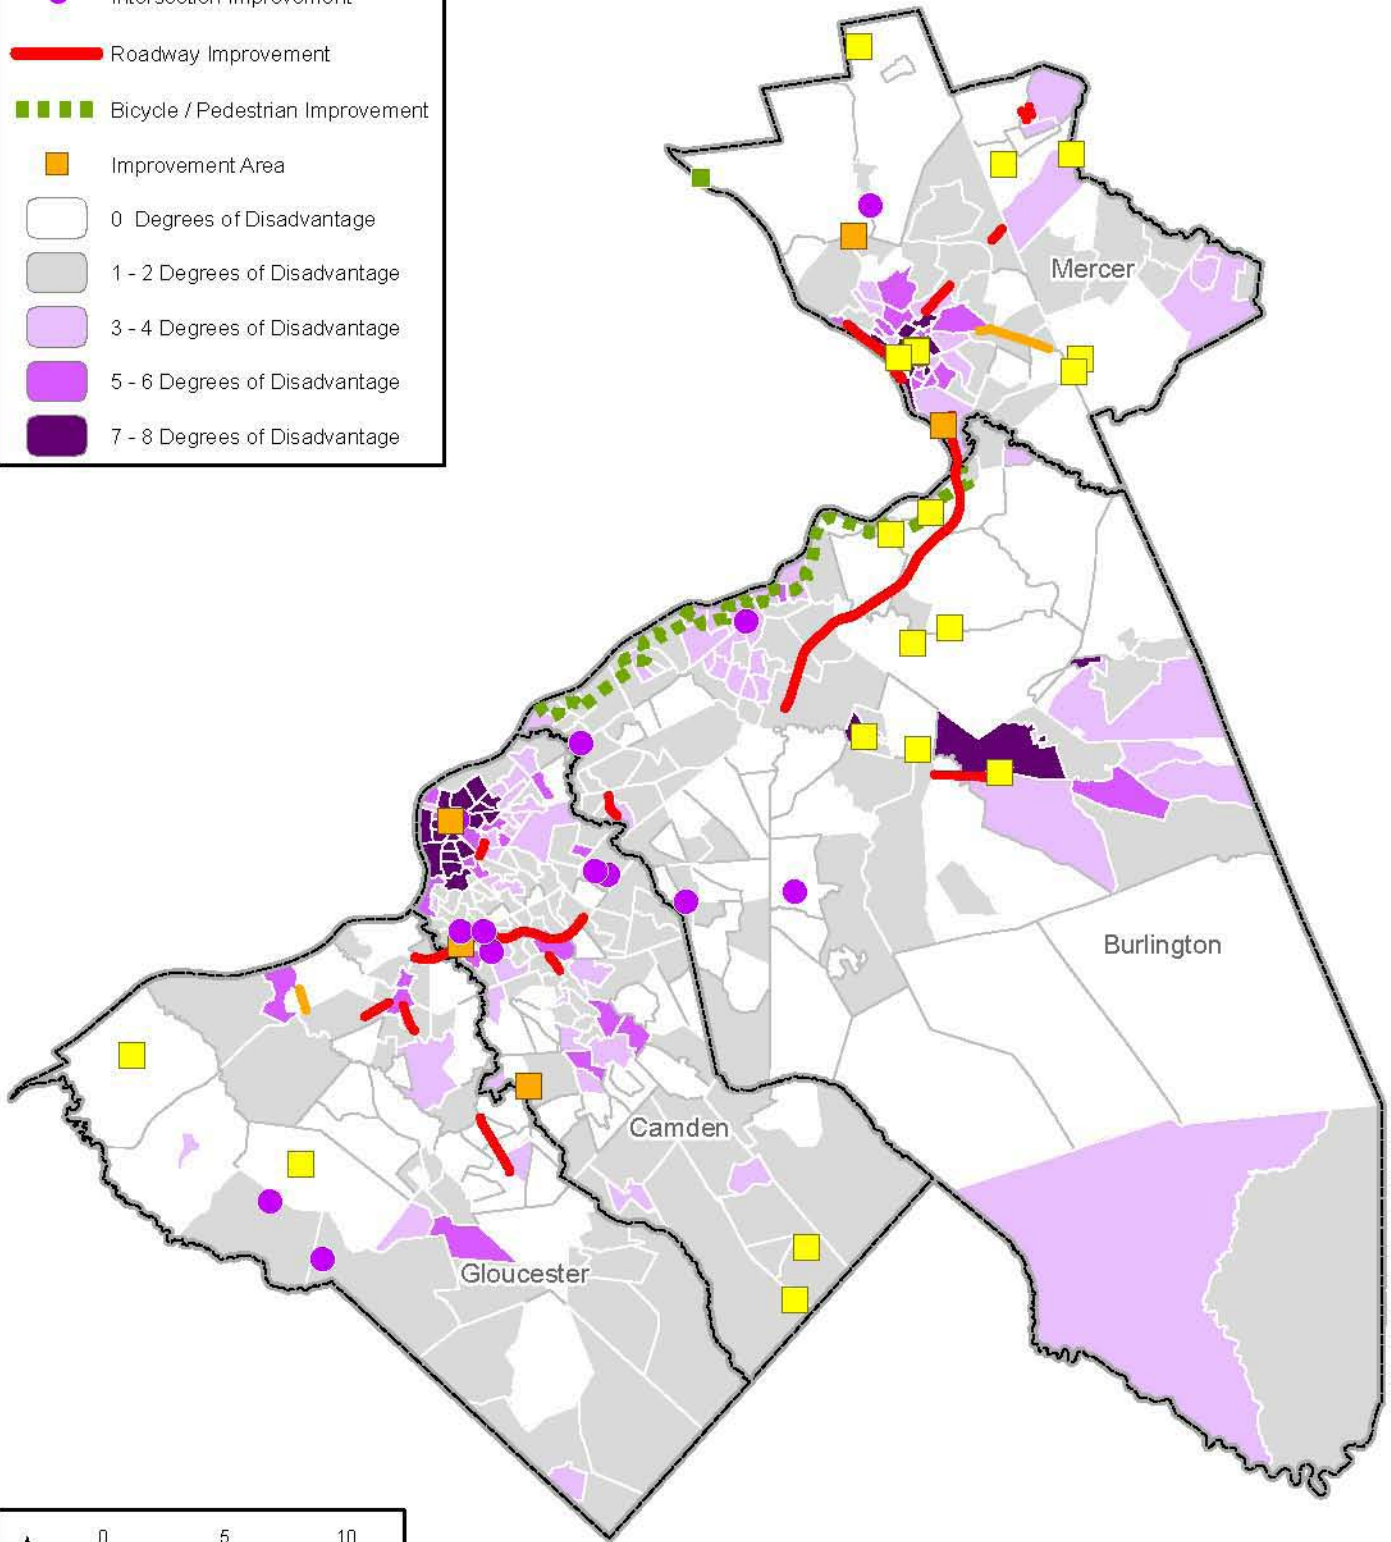 Intersection Improvement
Roadway Improvement
Bicycle / Pedestrian Improvement
Improvement Area
0 Degrees of Disadvantage
1 - 2 Degrees of Disadvantage
3 - 4 Degrees of Disadvantage
5 - 6 Degrees of Disadvantage
7 - 8 Degrees of Disadvantage
Mercer
Burlington
Camden
Gloucester
0 5 10